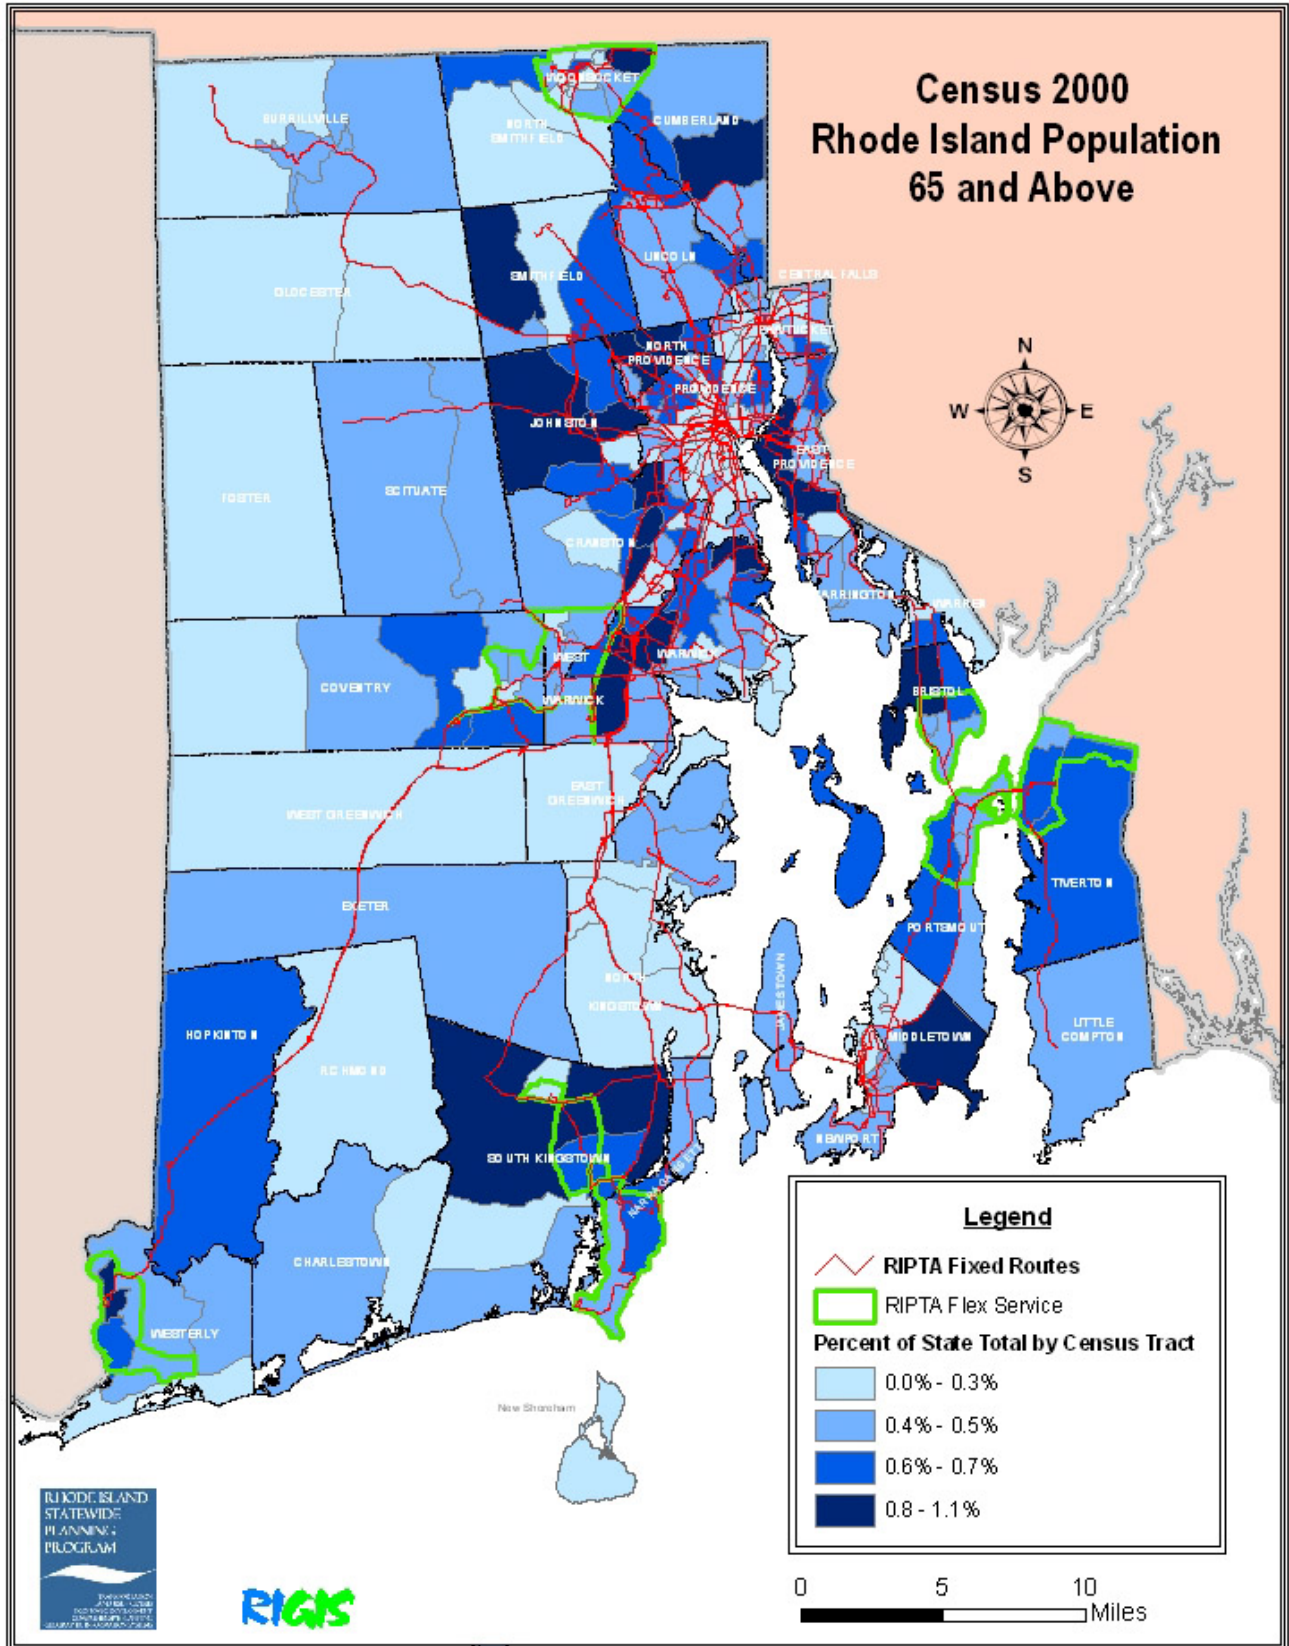 Census 2000
Rhode Island Population
65 and Above
WOONSOCKET
BURRILLVILLE
NORTH
SMITHFIELD
CUMBERLAND
LINCOLN
SMITHFIELD
GLOCESTER
CENTRAL FALLS
PAWTUCKET
NORTH
PROVIDENCE
PROVIDENCE
JOHNSTON
EAST
PROVIDENCE
N
W
E
S
FOSTER
SCITUATE
CRANSTON
BARRINGTON
WARREN
WEST
WARWICK
WARWICK
COVENTRY
BRISTOL
WEST GREENWICH
EAST
GREENWICH
TIVERTON
EXETER
PORTSMOUTH
NORTH
KINGSTOWN
JAMESTOWN
HOPKINTON
MIDDLETOWN
LITTLE
COMPTON
RICHMOND
NEWPORT
SOUTH KINGSTOWN
NARRAGANSETT
CHARLESTOWN
WESTERLY
New Shoreham
Legend
RIPTA Fixed Routes
RIPTA Flex Service
Percent of State Total by Census Tract
0.0% - 0.3%
0.4% - 0.5%
0.6% - 0.7%
0.8 - 1.1%
RHODE ISLAND
STATEWIDE
PLANNING
PROGRAM
RIGIS
0 5 10
Miles